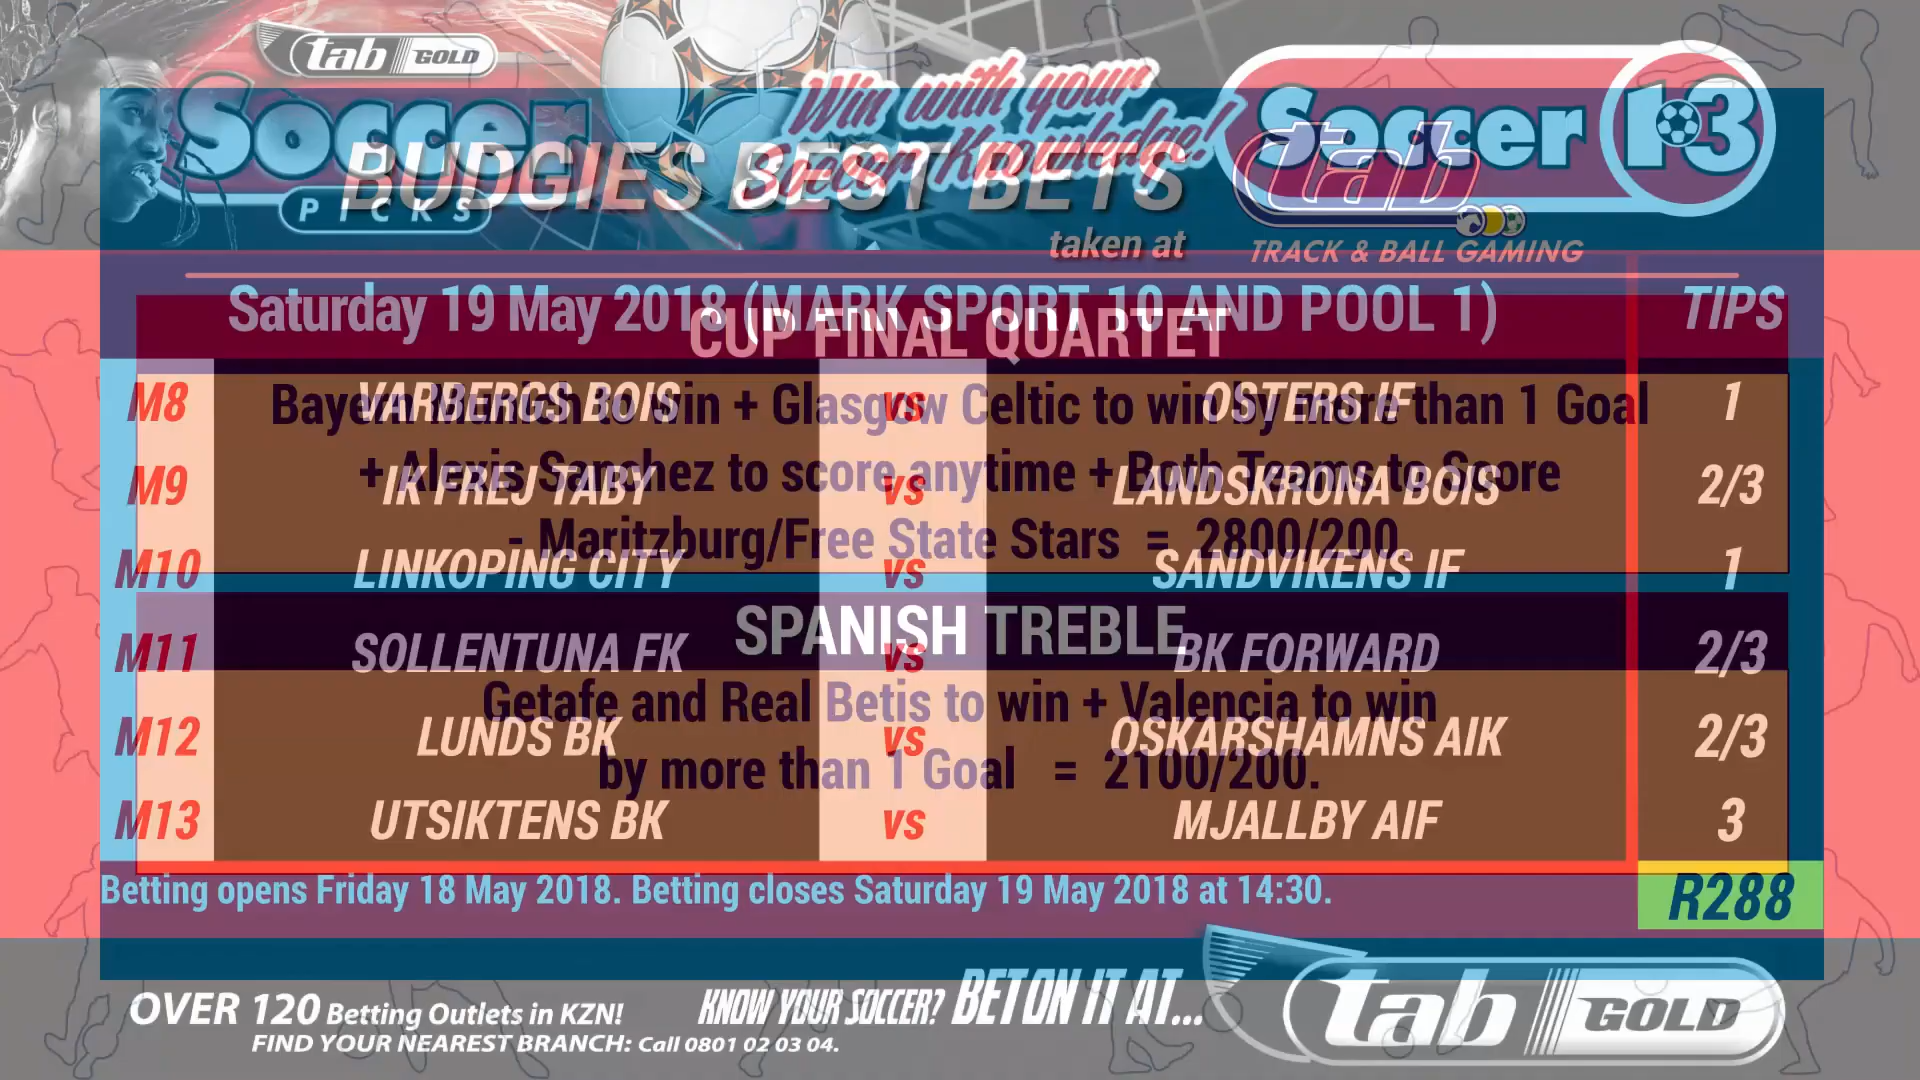 tab GOLD
Soccer
PICKS
Win with your
Soccer Knowledge!
Soccer 13
BUDGIES BEST BETS
taken at
tab
TRACK & BALL GAMING
Saturday 19 May 2018 (MARK SPORT 10 AND POOL 1) TIPS
CUP FINAL QUARTET
M8 VARBERGS BOIS vs OSTERS IF 1
Bayern Munich to win + Glasgow Celtic to win by more than 1 Goal
+ Alexis Sanchez to score anytime + Both Teams to Score
M9 IK FREJ TABY vs LANDSKRONA BOIS 2/3
- Maritzburg/Free State Stars = 2800/200.
M10 LINKOPING CITY vs SANDVIKENS IF 1
SPANISH TREBLE
M11 SOLLENTUNA FK vs BK FORWARD 2/3
Getafe and Real Betis to win + Valencia to win
M12 LUNDS BK vs OSKARSHAMNS AIK 2/3
by more than 1 Goal = 2100/200.
M13 UTSIKTENS BK vs MJALLBY AIF 3
Betting opens Friday 18 May 2018. Betting closes Saturday 19 May 2018 at 14:30. R288
OVER 120 Betting Outlets in KZN!
FIND YOUR NEAREST BRANCH: Call 0801 02 03 04.
KNOW YOUR SOCCER? BET ON IT AT...
tab GOLD